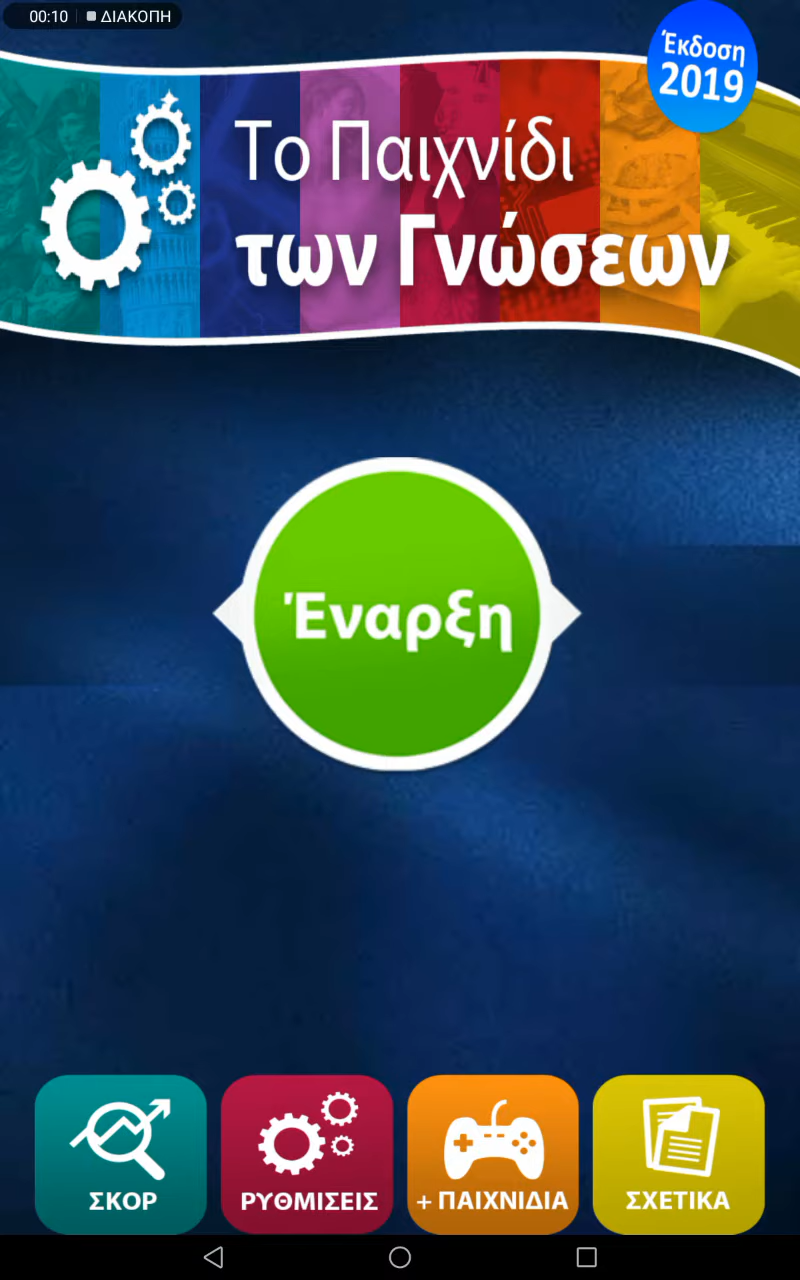 00:10 ΔΙΑΚΟΠΗ
Έκδοση
2019
Το Παιχνίδι
των Γνώσεων
Έναρξη
ΣΚΟΡ
ΡΥΘΜΙΣΕΙΣ
+ ΠΑΙΧΝΙΔΙΑ
ΣΧΕΤΙΚΑ